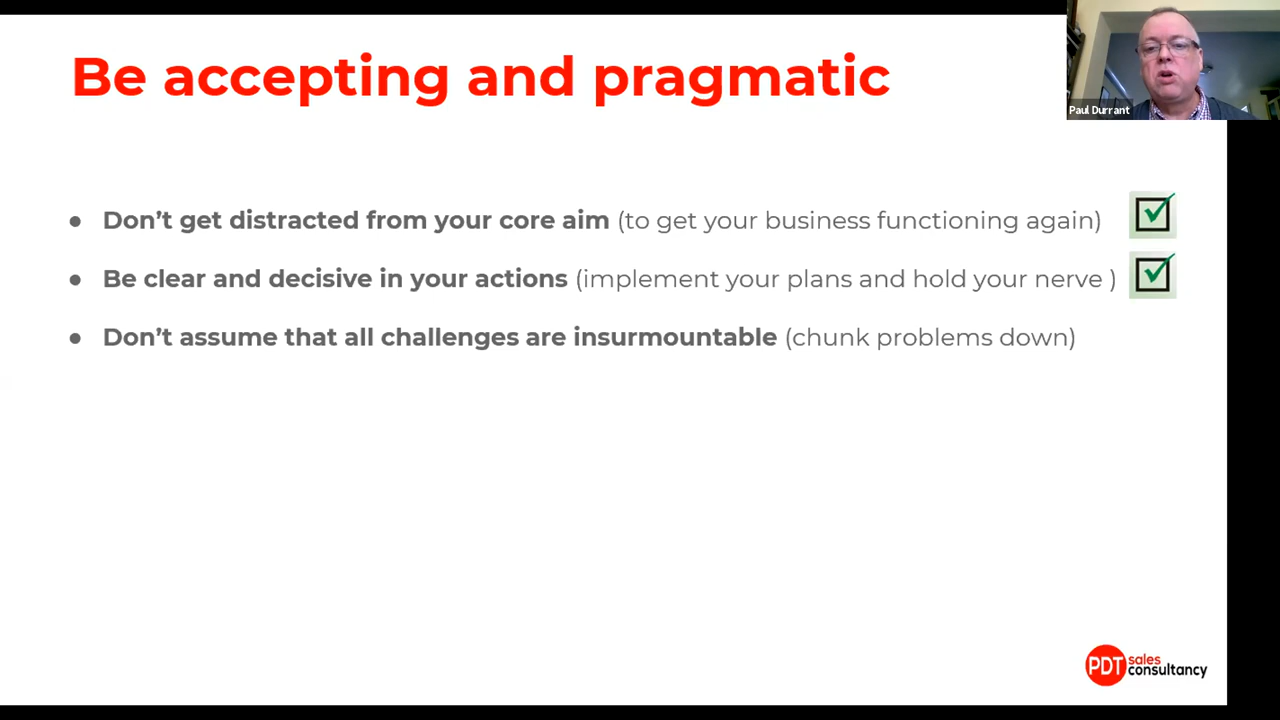 Be accepting and pragmatic
Paul Durrant
● Don’t get distracted from your core aim (to get your business functioning again)
● Be clear and decisive in your actions (implement your plans and hold your nerve )
● Don’t assume that all challenges are insurmountable (chunk problems down)
PDT sales
consultancy